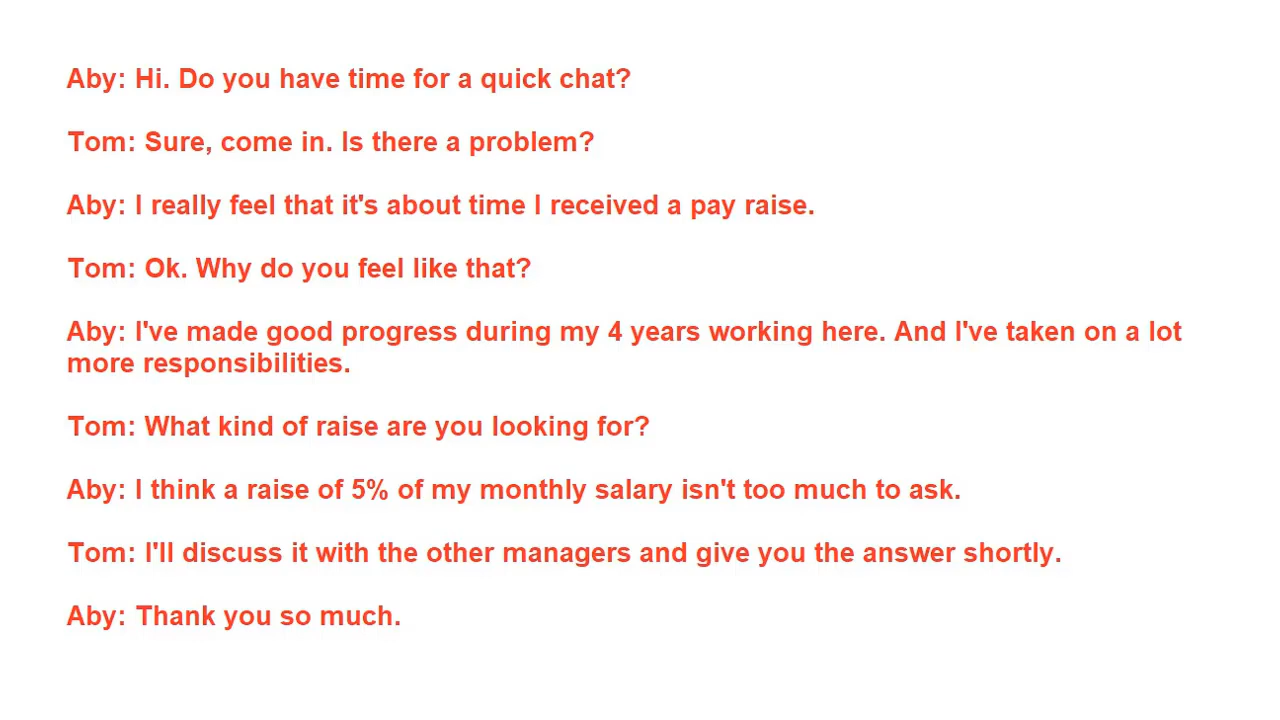 Aby: Hi. Do you have time for a quick chat?
Tom: Sure, come in. Is there a problem?
Aby: I really feel that it's about time I received a pay raise.
Tom: Ok. Why do you feel like that?
Aby: I've made good progress during my 4 years working here. And I've taken on a lot
more responsibilities.
Tom: What kind of raise are you looking for?
Aby: I think a raise of 5% of my monthly salary isn't too much to ask.
Tom: I'll discuss it with the other managers and give you the answer shortly.
Aby: Thank you so much.